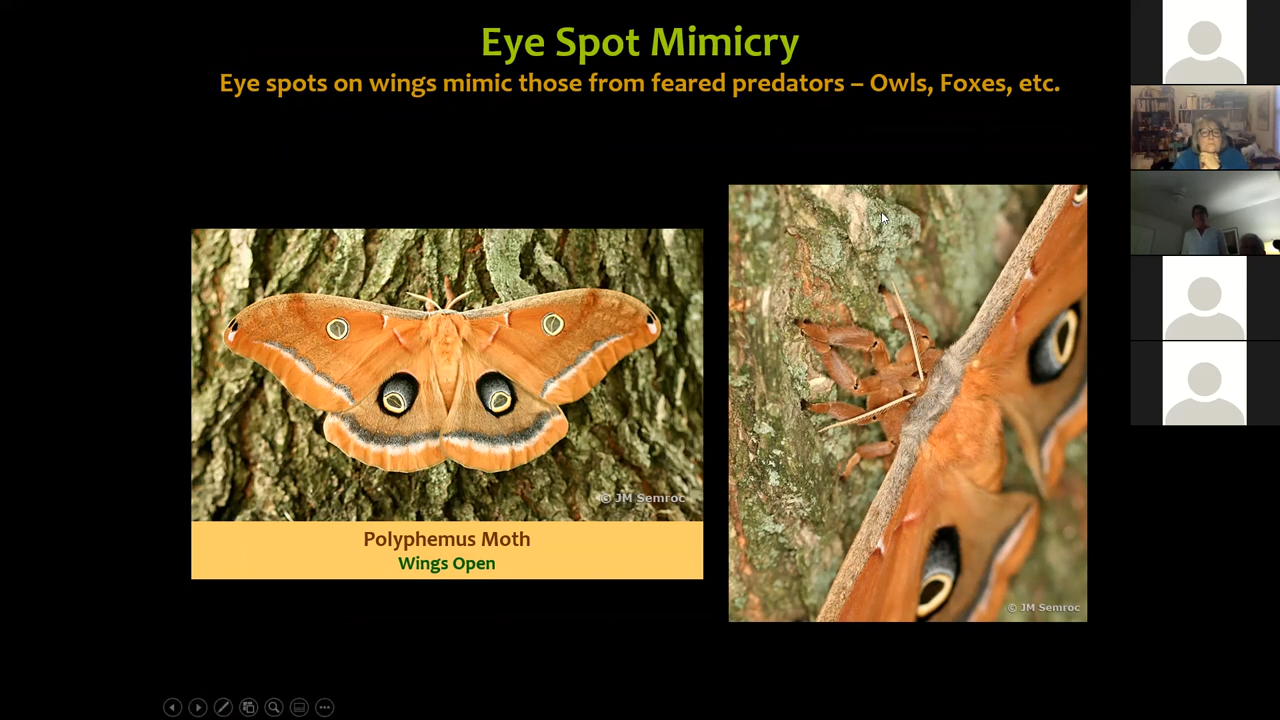 Eye Spot Mimicry
Eye spots on wings mimic those from feared predators – Owls, Foxes, etc.
© JM Semroc
Polyphemus Moth
Wings Open
© JM Semroc